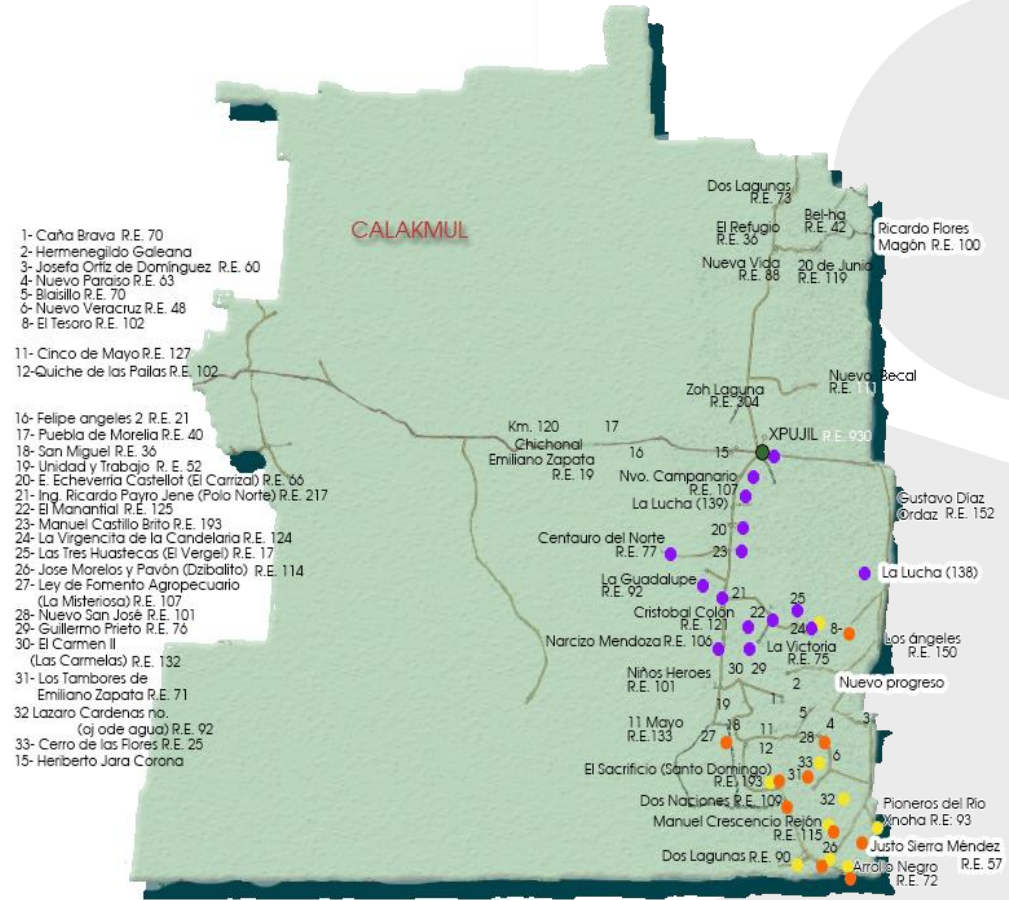 CALAKMUL
1- Caña Brava R.E. 70
2- Hermenegildo Galeana
3- Josefa Ortiz de Domínguez R.E. 60
4- Nuevo Paraiso R.E. 63
5- Blaisillo R.E. 70
6- Nuevo Veracruz R.E. 48
8- El Tesoro R.E. 102
11- Cinco de Mayo R.E. 127
12-Quiche de las Pailas R.E. 102
16- Felipe angeles 2 R.E. 21
17- Puebla de Morelia R.E. 40
18- San Miguel R.E. 36
19- Unidad y Trabajo R. E. 52
20- E. Echeverría Castellot (El Carrizal) R.E. 66
21- Ing. Ricardo Payro Jene (Polo Norte) R.E. 217
22- El Manantial R.E. 125
23- Manuel Castillo Brito R.E. 193
24- La Virgencita de la Candelaria R.E. 124
25- Las Tres Huastecas (El Vergel) R.E. 17
26- Jose Morelos y Pavón (Dzibalito) R.E. 114
27- Ley de Fomento Agropecuario
(La Misteriosa) R.E. 107
28- Nuevo San José R.E. 101
29- Guillermo Prieto R.E. 76
30- El Carmen II
(Las Carmelas) R.E. 132
31- Los Tambores de
Emiliano Zapata R.E. 71
32 Lazaro Cardenas no.
(oj ode agua) R.E. 92
33- Cerro de las Flores R.E. 25
15- Heriberto Jara Corona
Dos Lagunas
R.E. 73
Bel-ha
R.E. 42
El Refugio
R.E. 36
Ricardo Flores
Magón R.E. 100
Nueva Vida
R.E. 88
20 de Junio
R.E. 119
Nuevo Becal
R.E. 111
Zoh Laguna
R.E. 304
Km. 120
17
Chichonal
Emiliano Zapata
R.E. 19
16
15
XPUJIL R.E. 930
Nvo. Campanario
R.E. 107
La Lucha (139)
Gustavo Díaz
Ordaz R.E. 152
20
Centauro del Norte
R.E. 77
23
La Lucha (138)
La Guadalupe
R.E. 92
21
25
Cristobal Colón
R.E. 121
22
24
8-
Narcizo Mendoza R.E. 106
La Victoria
R.E. 75
Los ángeles
R.E. 150
Niños Heroes
R.E. 101
30
29
2
Nuevo progreso
1
19
5
11 Mayo
R.E.133
18
11
4
3
27
12
28
6
El Sacrificio (Santo Domingo)
R.E. 193
33
31
Dos Naciones R.E. 109
32
Pioneros del Río
Xnoha R.E: 93
Manuel Crescencio Rejón
R.E. 115
26
Justo Sierra Méndez
R.E. 57
Dos Lagunas R.E. 90
Arrollo Negro
R.E. 72